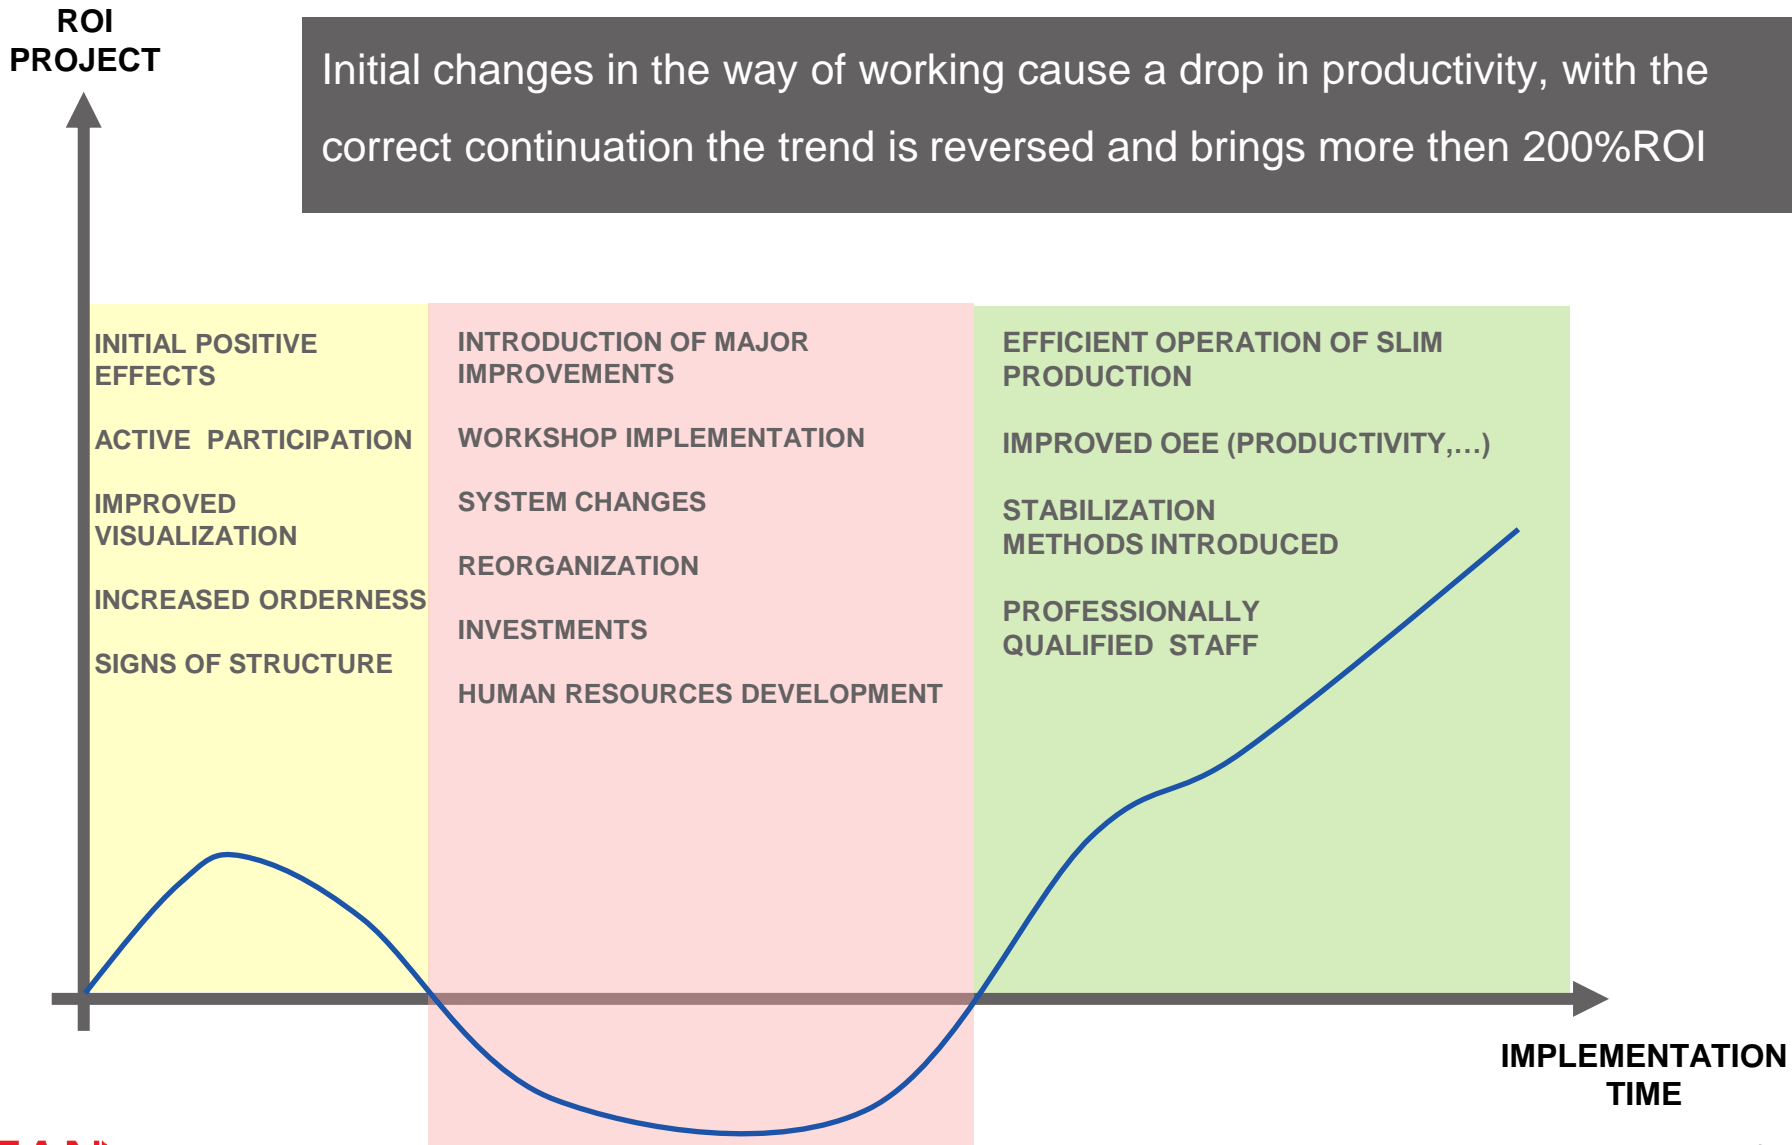 ROI
PROJECT
Initial changes in the way of working cause a drop in productivity, with the
correct continuation the trend is reversed and brings more then 200%ROI
INITIAL POSITIVE
EFFECTS
ACTIVE PARTICIPATION
IMPROVED
VISUALIZATION
INCREASED ORDERNESS
SIGNS OF STRUCTURE
INTRODUCTION OF MAJOR
IMPROVEMENTS
WORKSHOP IMPLEMENTATION
SYSTEM CHANGES
REORGANIZATION
INVESTMENTS
HUMAN RESOURCES DEVELOPMENT
EFFICIENT OPERATION OF SLIM
PRODUCTION
IMPROVED OEE (PRODUCTIVITY,…)
STABILIZATION
METHODS INTRODUCED
PROFESSIONALLY
QUALIFIED STAFF
IMPLEMENTATION
TIME